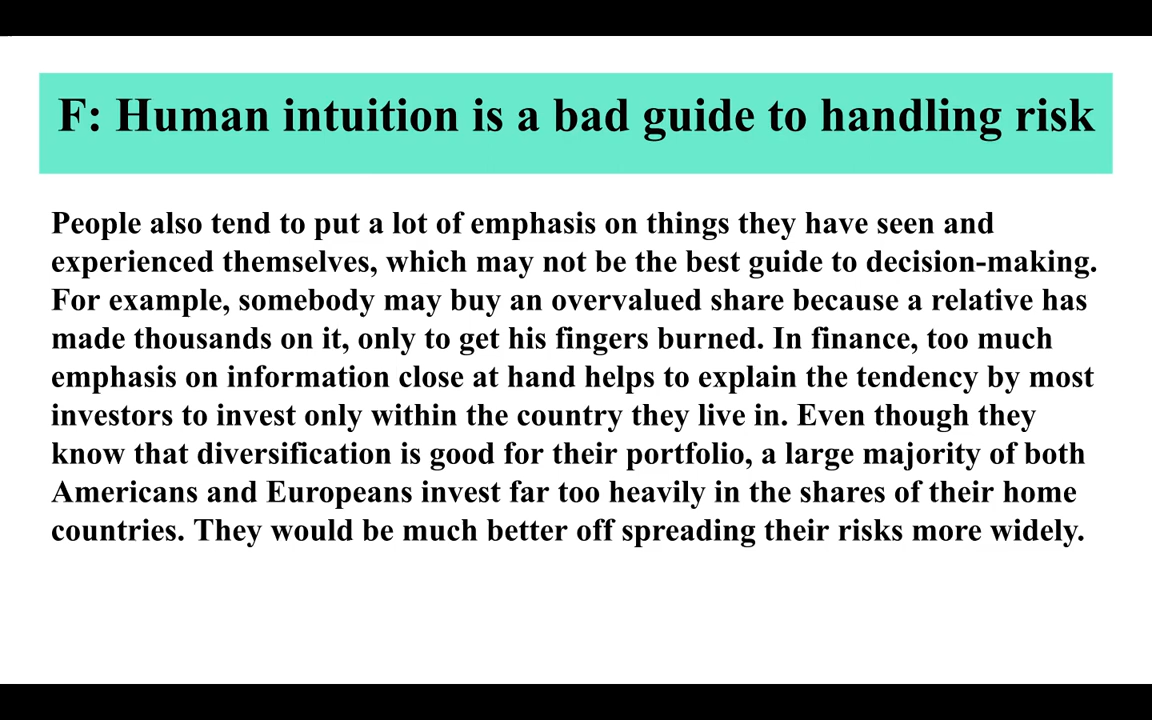 F: Human intuition is a bad guide to handling risk
People also tend to put a lot of emphasis on things they have seen and
experienced themselves, which may not be the best guide to decision-making.
For example, somebody may buy an overvalued share because a relative has
made thousands on it, only to get his fingers burned. In finance, too much
emphasis on information close at hand helps to explain the tendency by most
investors to invest only within the country they live in. Even though they
know that diversification is good for their portfolio, a large majority of both
Americans and Europeans invest far too heavily in the shares of their home
countries. They would be much better off spreading their risks more widely.